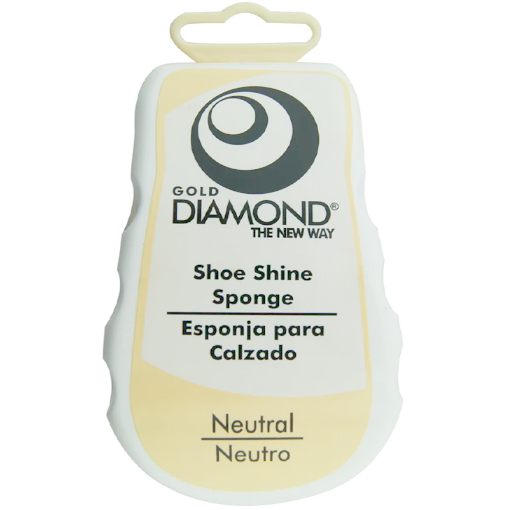 GOLD
DIAMOND®
THE NEW WAY
Shoe Shine
Sponge
Esponja para
Calzado
Neutral
Neutro